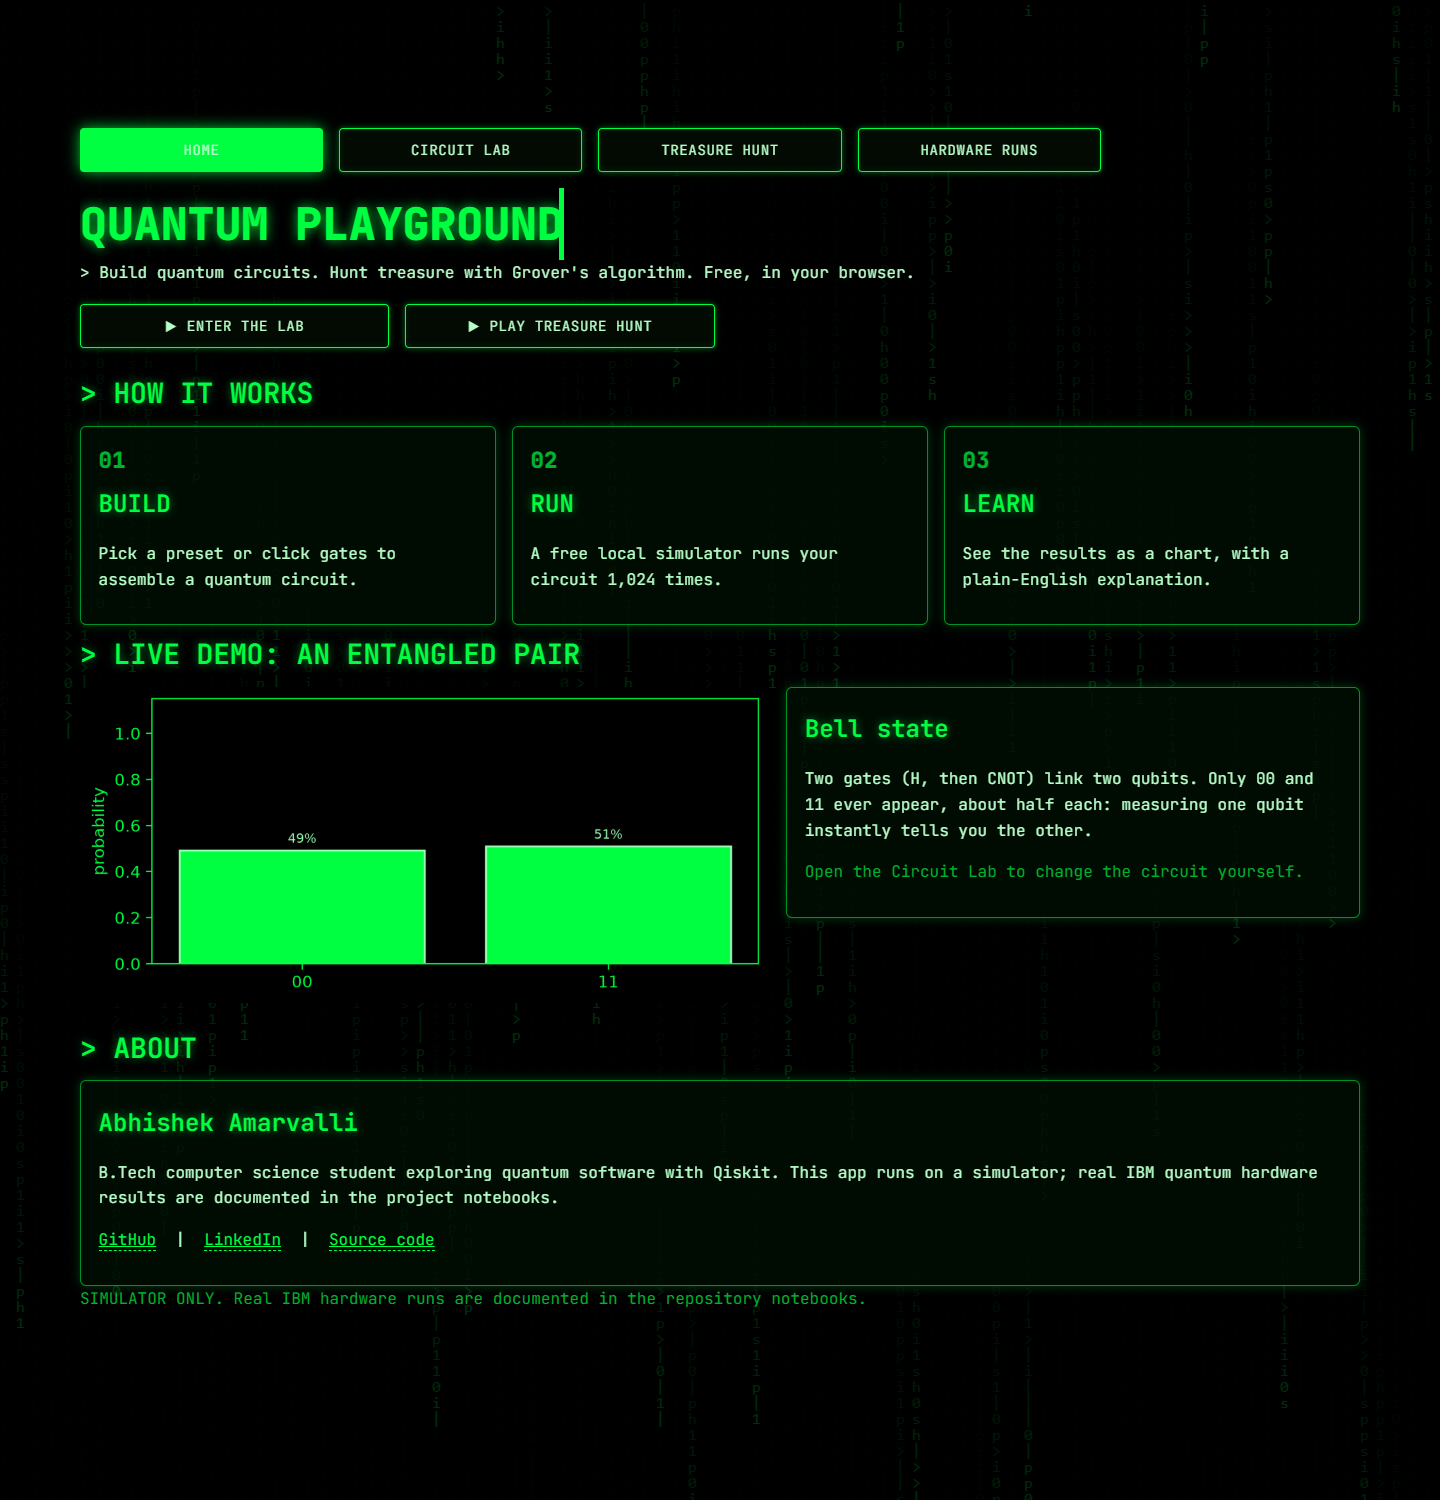 HOME
CIRCUIT LAB
TREASURE HUNT
HARDWARE RUNS
QUANTUM PLAYGROUND
> Build quantum circuits. Hunt treasure with Grover's algorithm. Free, in your browser.
▶ ENTER THE LAB
▶ PLAY TREASURE HUNT
> HOW IT WORKS
01
BUILD
Pick a preset or click gates to
assemble a quantum circuit.
02
RUN
A free local simulator runs your
circuit 1,024 times.
03
LEARN
See the results as a chart, with a
plain-English explanation.
> LIVE DEMO: AN ENTANGLED PAIR
probability
1.0
0.8
0.6
0.4
0.2
0.0
49%
51%
00
11
Bell state
Two gates (H, then CNOT) link two qubits. Only 00 and
11 ever appear, about half each: measuring one qubit
instantly tells you the other.
Open the Circuit Lab to change the circuit yourself.
> ABOUT
Abhishek Amarvalli
B.Tech computer science student exploring quantum software with Qiskit. This app runs on a simulator; real IBM quantum hardware
results are documented in the project notebooks.
GitHub | LinkedIn | Source code
SIMULATOR ONLY. Real IBM hardware runs are documented in the repository notebooks.